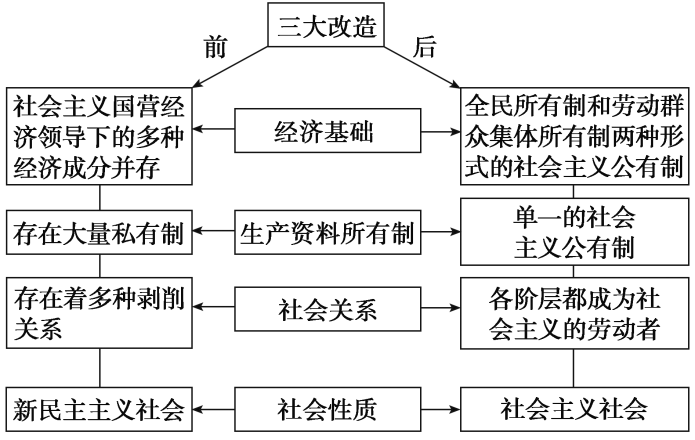 三大改造
前
后
社会主义国营经
济领导下的多种
经济成分并存
经济基础
全民所有制和劳动群
众集体所有制两种形
式的社会主义公有制
存在大量私有制
生产资料所有制
单一的社会
主义公有制
存在着多种剥削
关系
社会关系
各阶层都成为社
会主义的劳动者
新民主主义社会
社会性质
社会主义社会